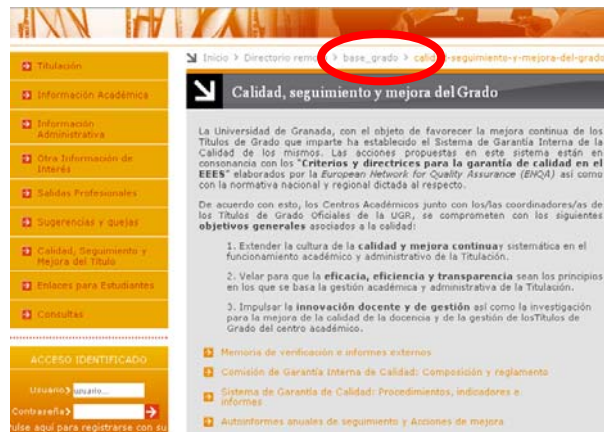 Inicio > Directorio remoto > base_grado > calidad-seguimiento-y-mejora-del-grado
Titulación
Información Académica
Información
Administrativa
Otra Información de
Interés
Salidas Profesionales
Sugerencias y quejas
Calidad, Seguimiento y
Mejora del Título
Enlaces para Estudiantes
Consultas
ACCESO IDENTIFICADO
Usuario> usuario...
Contraseña>
ulse aquí para registrarse con su
Calidad, seguimiento y mejora del Grado
La Universidad de Granada, con el objeto de favorecer la mejora continua de los
Títulos de Grado que imparte ha establecido el Sistema de Garantía Interna de la
Calidad de los mismos. Las acciones propuestas en este sistema están en
consonancia con los "Criterios y directrices para la garantía de calidad en el
EEES" elaborados por la European Network for Quality Assurance (ENQA) así como
con la normativa nacional y regional dictada al respecto.
De acuerdo con esto, los Centros Académicos junto con los/las coordinadores/as de
los Títulos de Grado Oficiales de la UGR, se comprometen con los siguientes
objetivos generales asociados a la calidad:
1. Extender la cultura de la calidad y mejora continuay sistemática en el
funcionamiento académico y administrativo de la Titulación.
2. Velar para que la eficacia, eficiencia y transparencia sean los principios
en los que se basa la gestión académica y administrativa de la Titulación.
3. Impulsar la innovación docente y de gestión así como la investigación
para la mejora de la calidad de la docencia y de la gestión de losTítulos de
Grado del centro académico.
Memoria de verificación e informes externos
Comisión de Garantía Interna de Calidad: Composición y reglamento
Sistema de Garantía de Calidad: Procedimientos, indicadores e
informes
Autoinformes anuales de seguimiento y Acciones de mejora